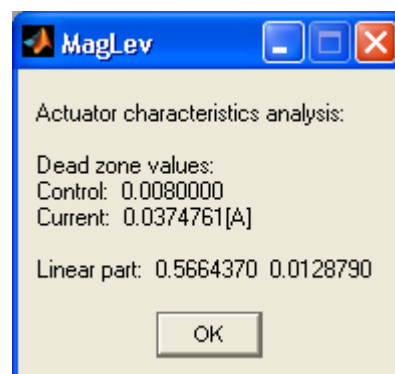 MagLev
Actuator characteristics analysis:
Dead zone values:
Control: 0.0080000
Current: 0.0374761[A]
Linear part: 0.5664370 0.0128790
OK